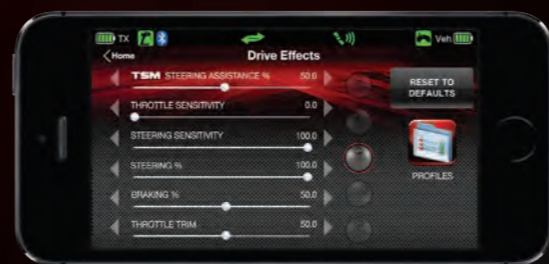 TX Veh
Home Drive Effects
TSM STEERING ASSISTANCE % 50.0
RESET TO
DEFAULTS
THROTTLE SENSITIVITY 0.0
STEERING SENSITIVITY 100.0
STEERING % 100.0
PROFILES
BRAKING % 50.0
THROTTLE TRIM 50.0